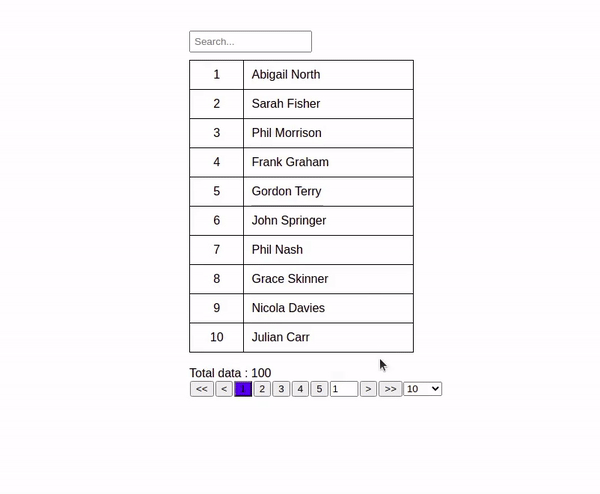 Search...
1 Abigail North
2 Sarah Fisher
3 Phil Morrison
4 Frank Graham
5 Gordon Terry
6 John Springer
7 Phil Nash
8 Grace Skinner
9 Nicola Davies
10 Julian Carr
Total data : 100
<< < 1 2 3 4 5 1 > >> 10